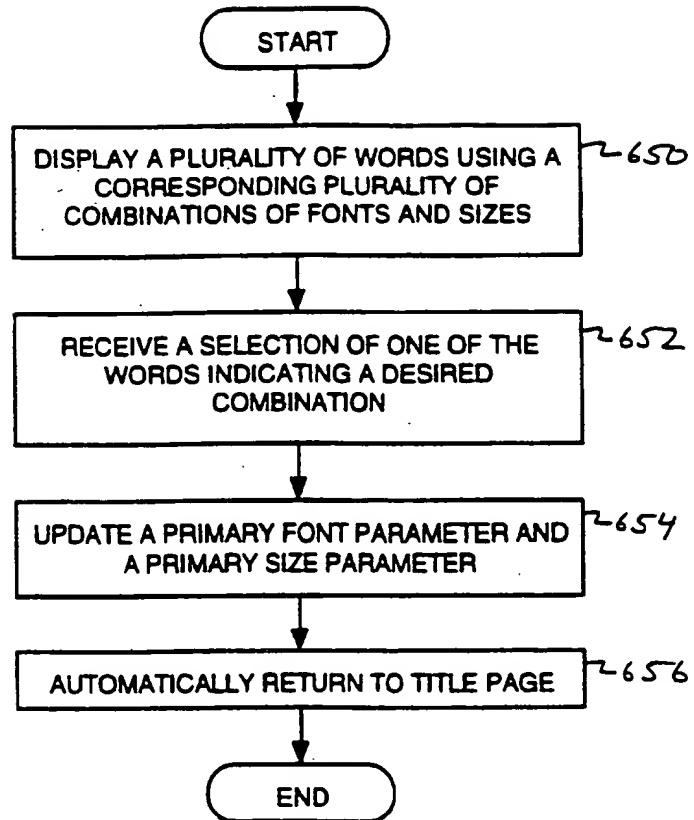 START
DISPLAY A PLURALITY OF WORDS USING A
CORRESPONDING PLURALITY OF
COMBINATIONS OF FONTS AND SIZES
650
RECEIVE A SELECTION OF ONE OF THE
WORDS INDICATING A DESIRED
COMBINATION
652
UPDATE A PRIMARY FONT PARAMETER AND
A PRIMARY SIZE PARAMETER
654
AUTOMATICALLY RETURN TO TITLE PAGE
656
END